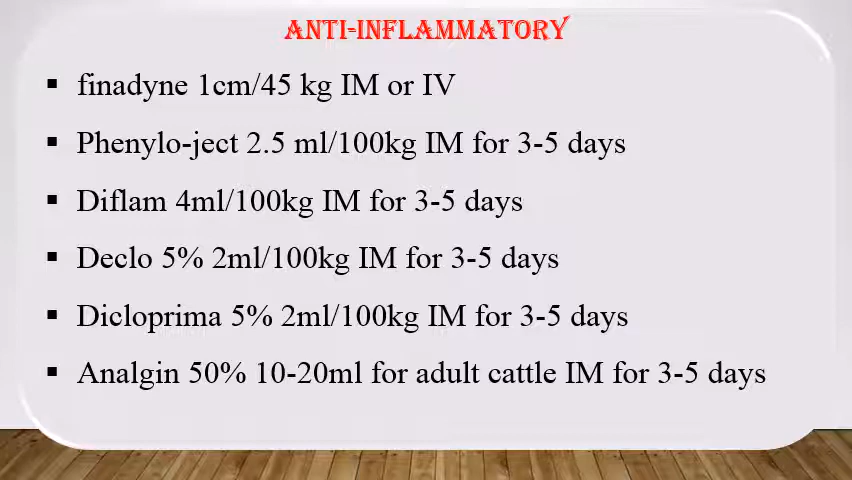 ANTI-INFLAMMATORY
▪ finadyne 1cm/45 kg IM or IV
▪ Phenylo-ject 2.5 ml/100kg IM for 3-5 days
▪ Diflam 4ml/100kg IM for 3-5 days
▪ Declo 5% 2ml/100kg IM for 3-5 days
▪ Dicloprima 5% 2ml/100kg IM for 3-5 days
▪ Analgin 50% 10-20ml for adult cattle IM for 3-5 days